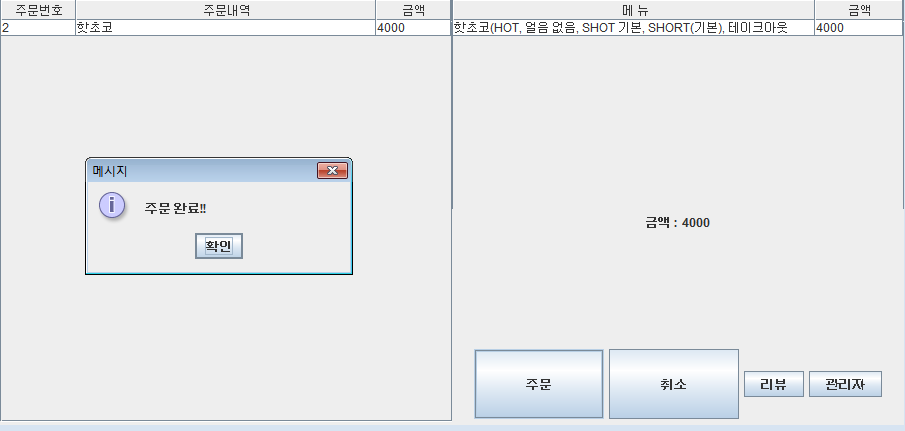 주문번호 주문내역 금액 메 뉴 금액
2 핫초코 4000 핫초코(HOT, 얼음 없음, SHOT 기본, SHORT(기본), 테이크아웃 4000
메시지
주문 완료!!
확인
금액 : 4000
주문 취소 리뷰 관리자